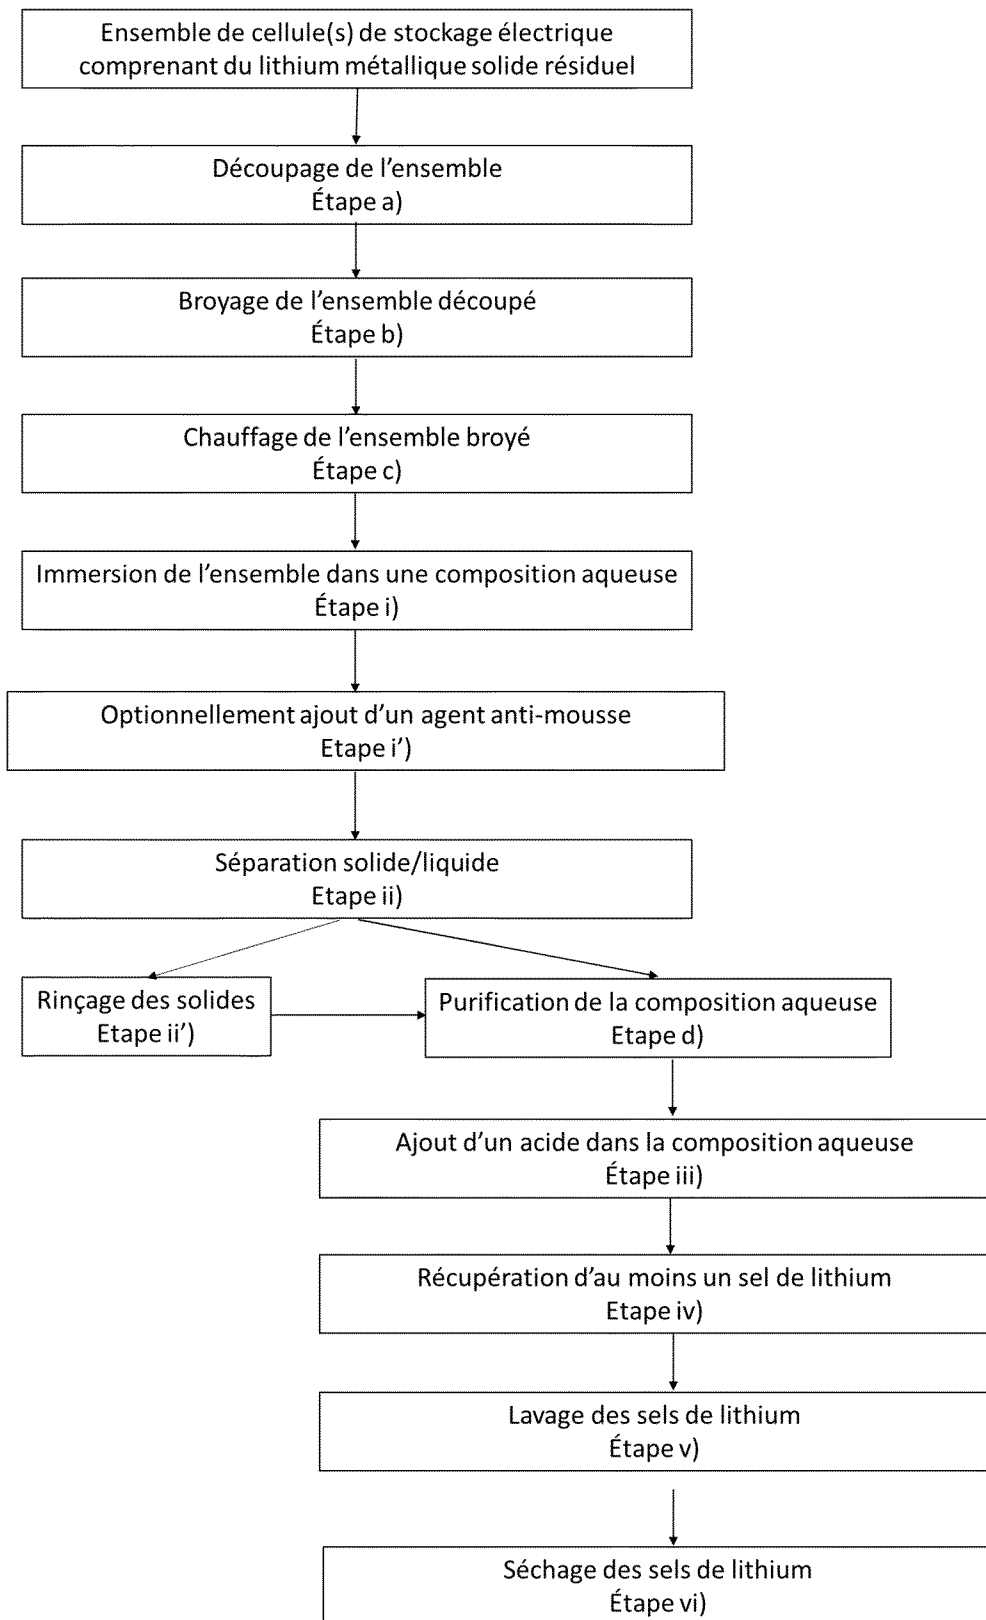 Ensemble de cellule(s) de stockage électrique
comprenant du lithium métallique solide résiduel
Découpage de l'ensemble
Étape a)
Broyage de l'ensemble découpé
Étape b)
Chauffage de l'ensemble broyé
Étape c)
Immersion de l'ensemble dans une composition aqueuse
Étape i)
Optionnellement ajout d'un agent anti-mousse
Etape i')
Séparation solide/liquide
Etape ii)
Rinçage des solides
Etape ii')
Purification de la composition aqueuse
Etape d)
Ajout d'un acide dans la composition aqueuse
Étape iii)
Récupération d'au moins un sel de lithium
Etape iv)
Lavage des sels de lithium
Étape v)
Séchage des sels de lithium
Étape vi)